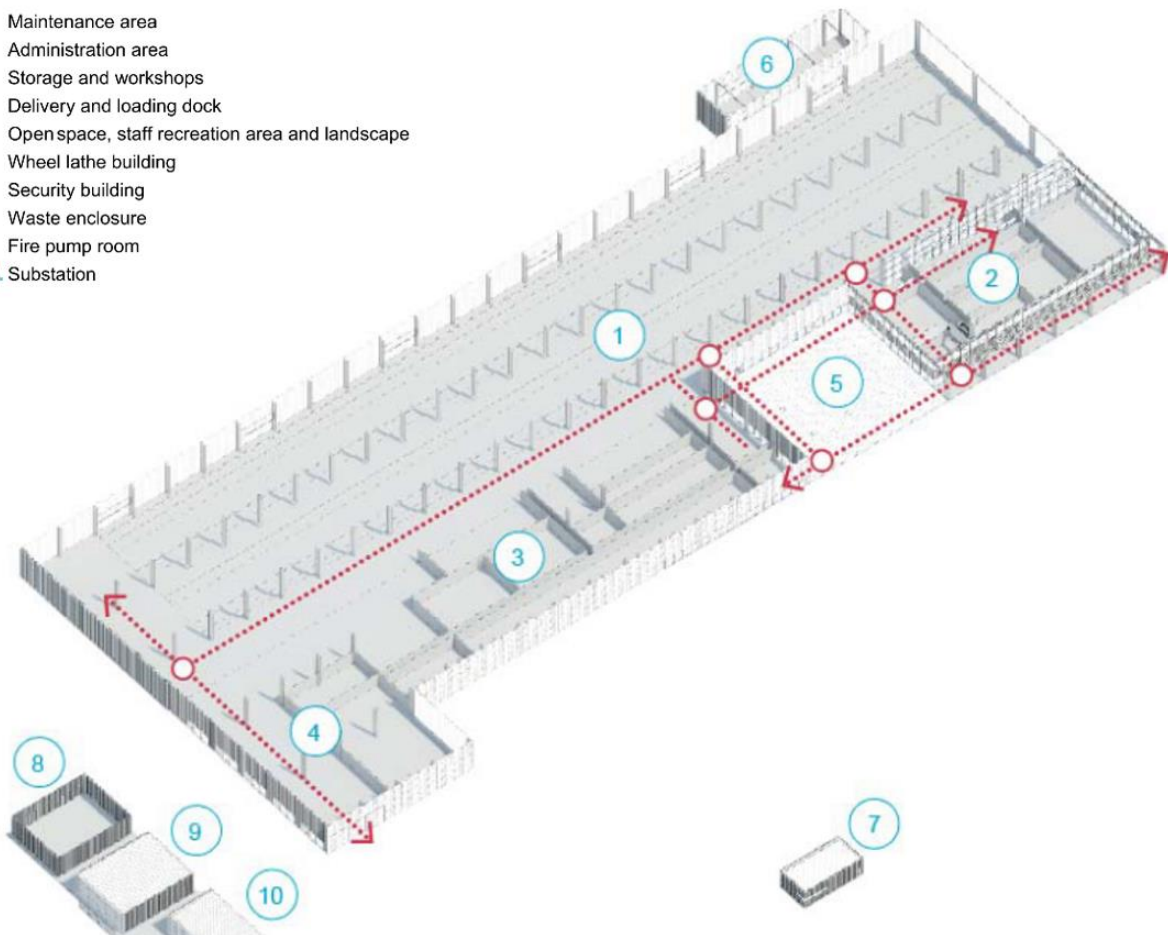 Maintenance area
Administration area
Storage and workshops
Delivery and loading dock
Open space, staff recreation area and landscape
Wheel lathe building
Security building
Waste enclosure
Fire pump room
. Substation
6
2
1
5
3
4
8
9
7
10